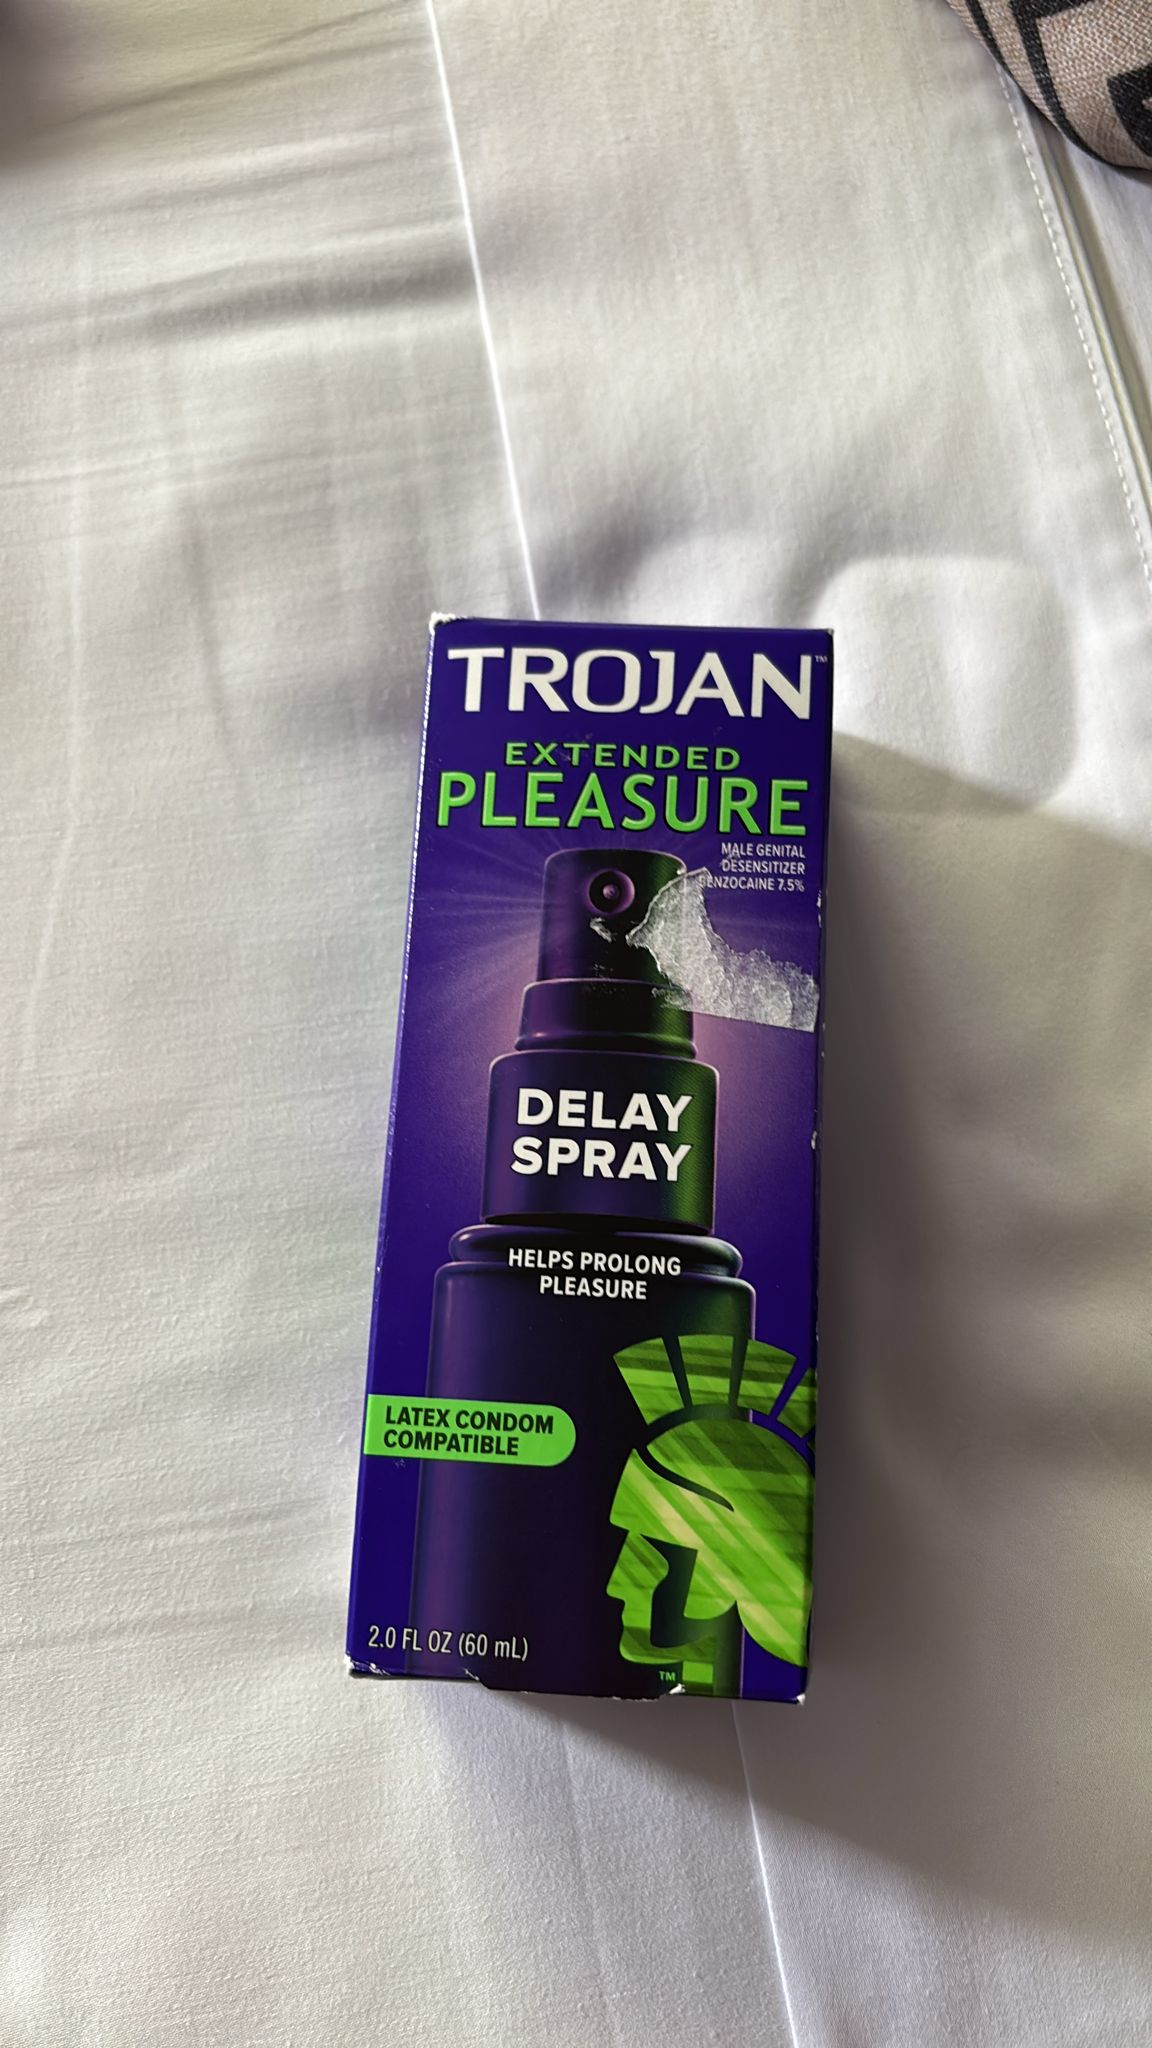 TROJAN™
EXTENDED
PLEASURE
MALE GENITAL
DESENSITIZER
BENZOCAINE 7.5%
DELAY
SPRAY
HELPS PROLONG
PLEASURE
LATEX CONDOM
COMPATIBLE
2.0 FL OZ (60 mL)
™